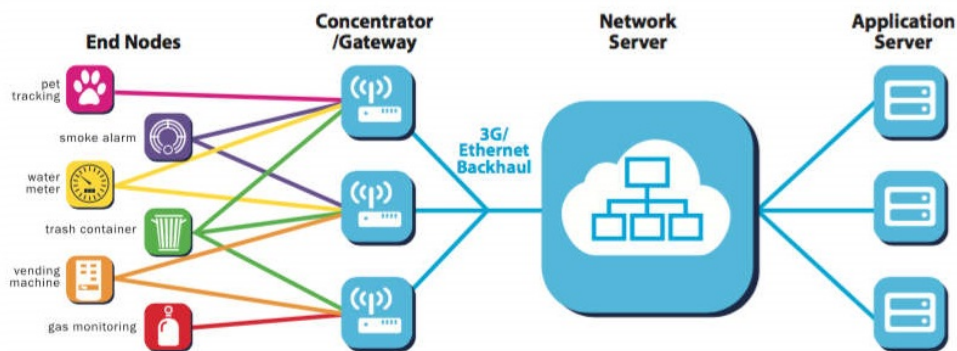 End Nodes
Concentrator
/Gateway
Network
Server
Application
Server
pet
tracking
smoke alarm
water
meter
trash container
vending
machine
gas monitoring
3G/
Ethernet
Backhaul